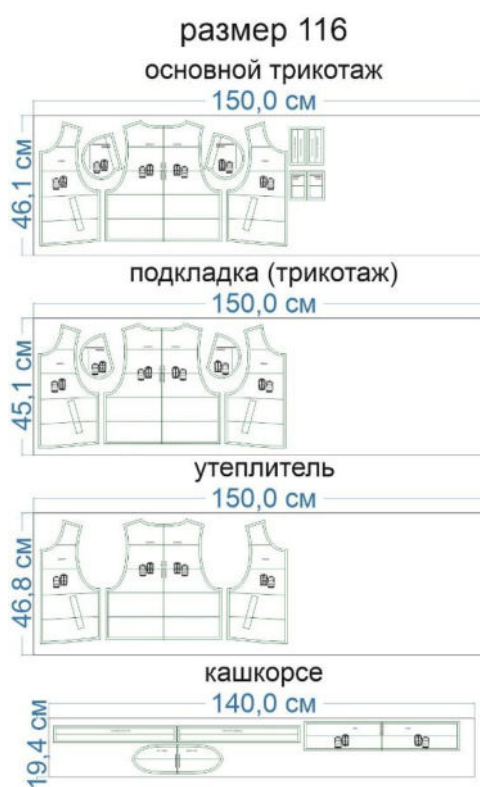 размер 116
основной трикотаж
150,0 см
46,1 см
подкладка (трикотаж)
150,0 см
45,1 см
утеплитель
150,0 см
46,8 см
кашкорсе
140,0 см
19,4 см